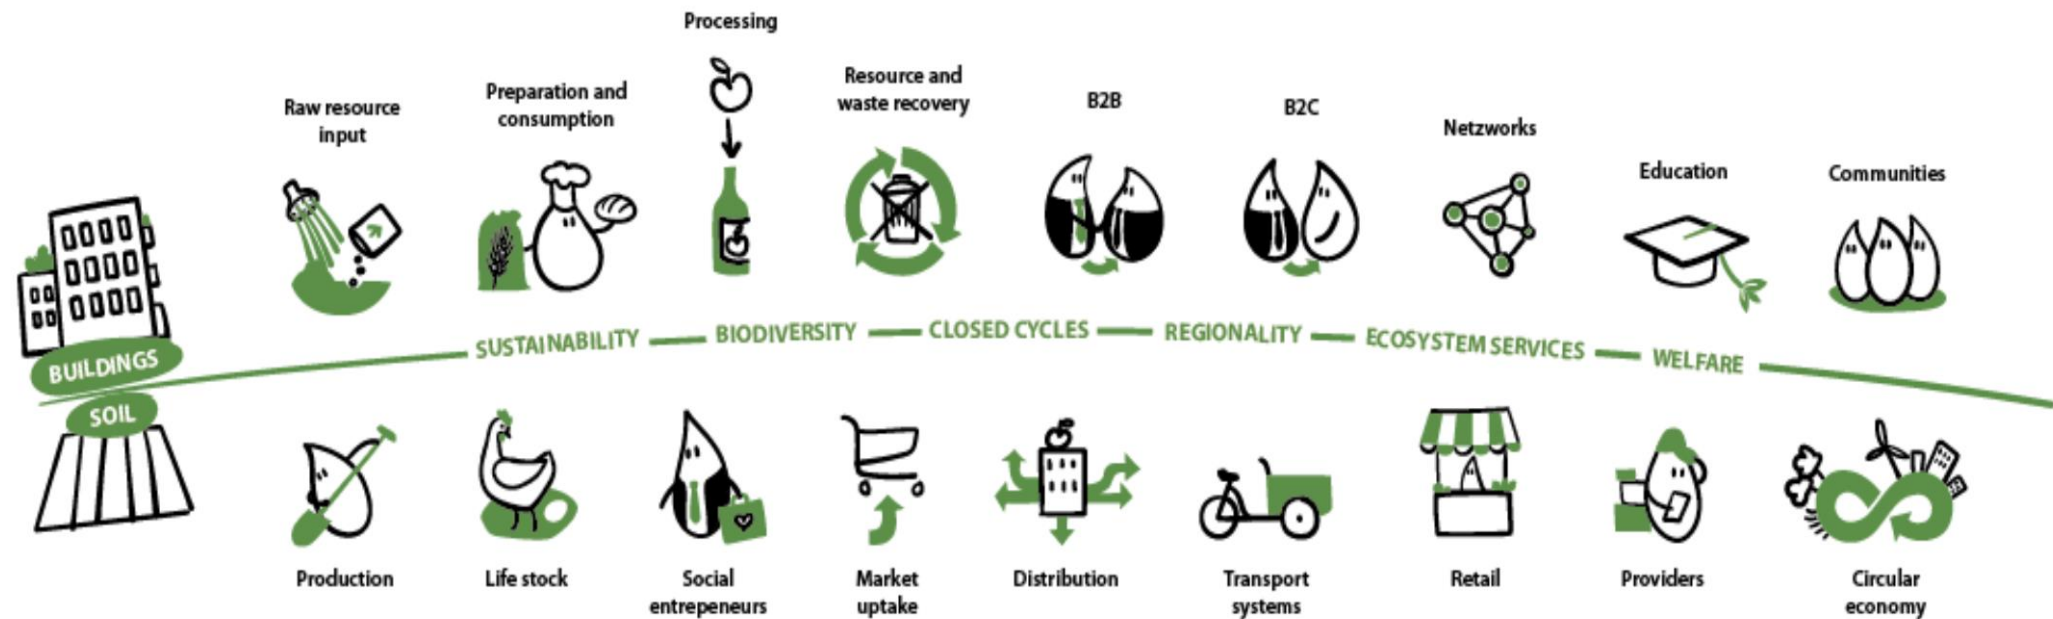 Processing
Raw resource
input
Preparation and
consumption
Resource and
waste recovery
B2B
B2C
Netzworks
Education
Communities
BUILDINGS
SUSTAINABILITY
BIODIVERSITY
CLOSED CYCLES
REGIONALITY
ECOSYSTEM SERVICES
WELFARE
SOIL
Production
Life stock
Social
entrepeneurs
Market
uptake
Distribution
Transport
systems
Retail
Providers
Circular
economy